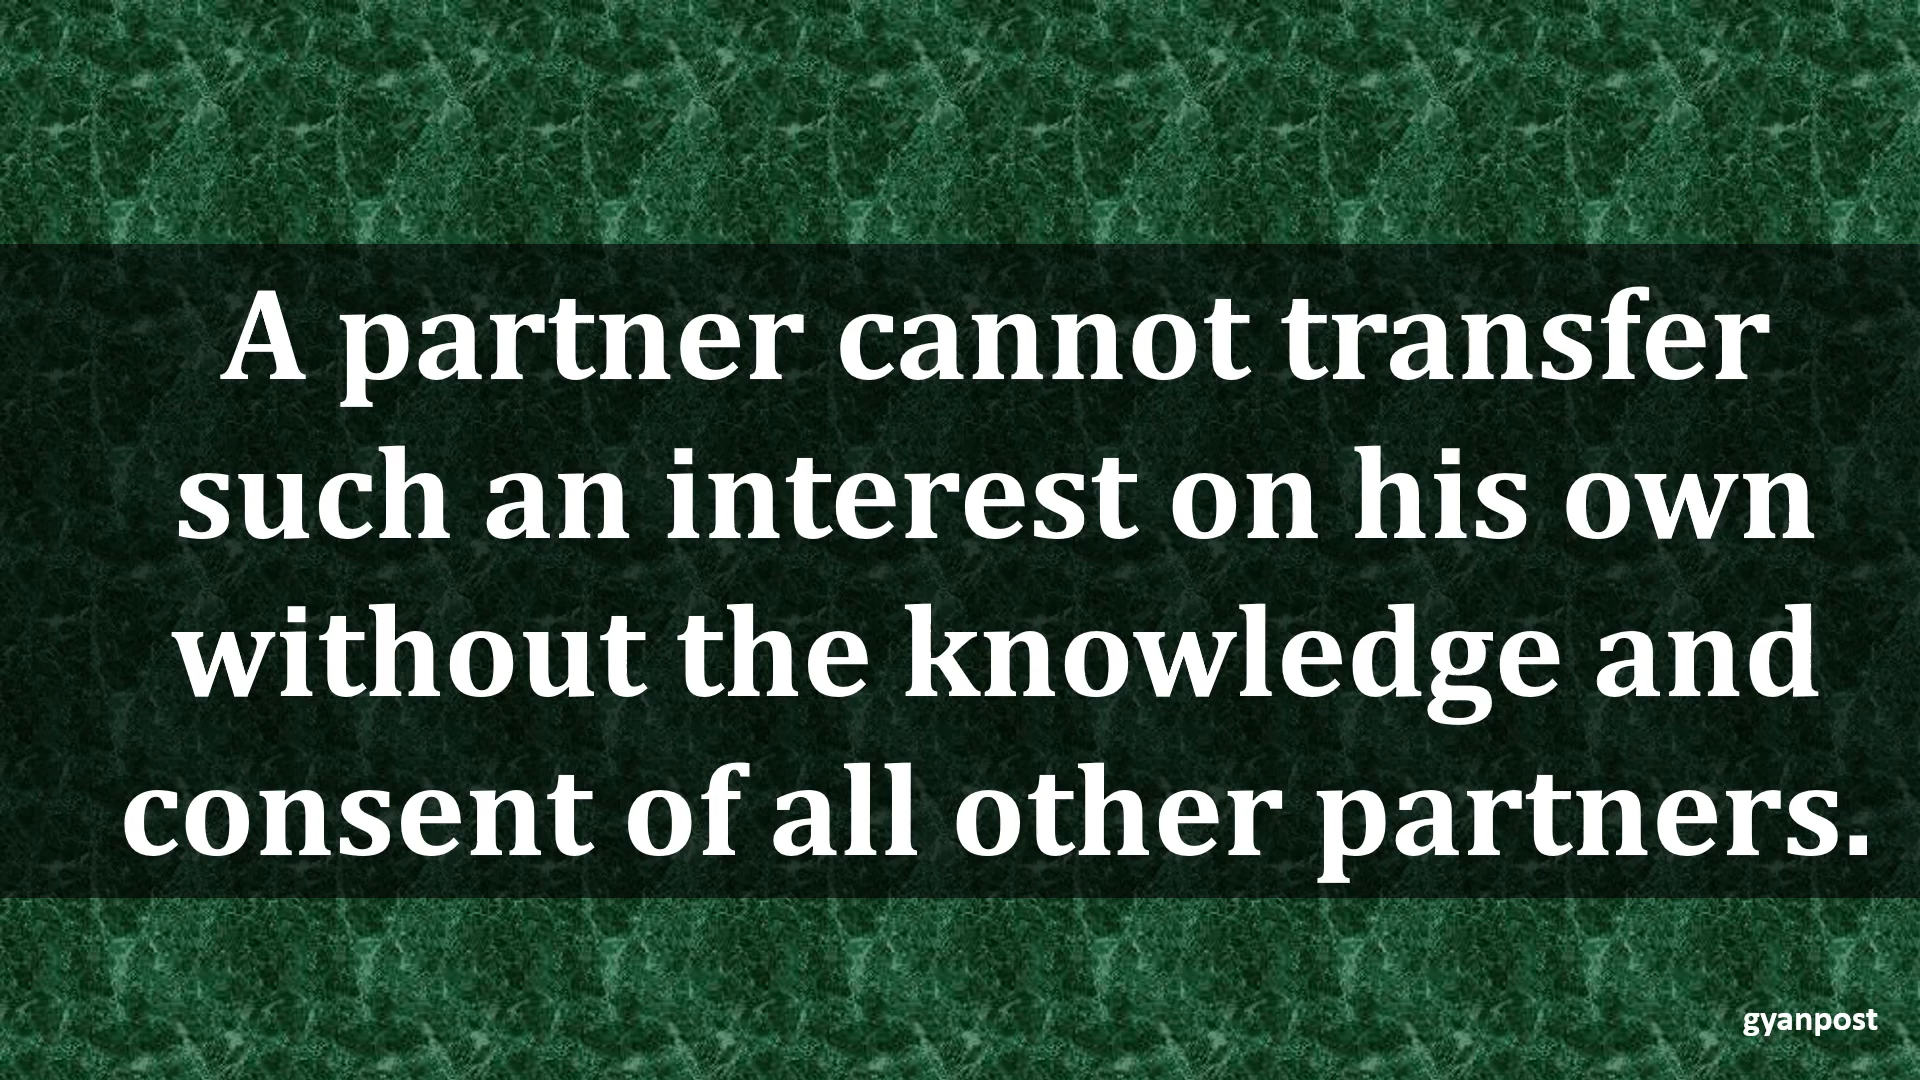 A partner cannot transfer
such an interest on his own
without the knowledge and
consent of all other partners.
gyanpost